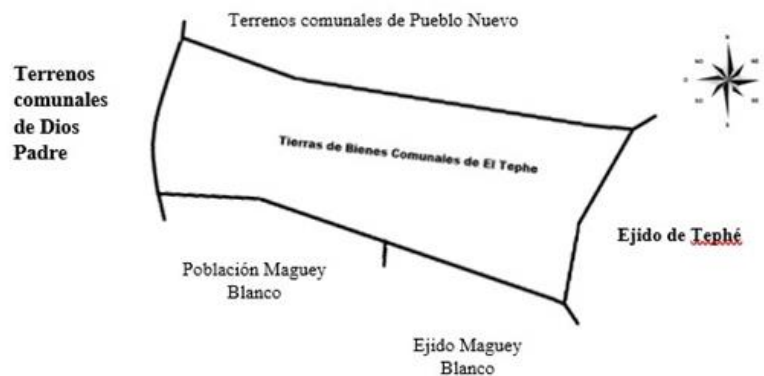 Terrenos comunales de Pueblo Nuevo
Terrenos
comunales
de Dios
Padre
Tierras de Bienes Comunales de El Tephe
Ejido de Tephé
Población Maguey
Blanco
Ejido Maguey
Blanco